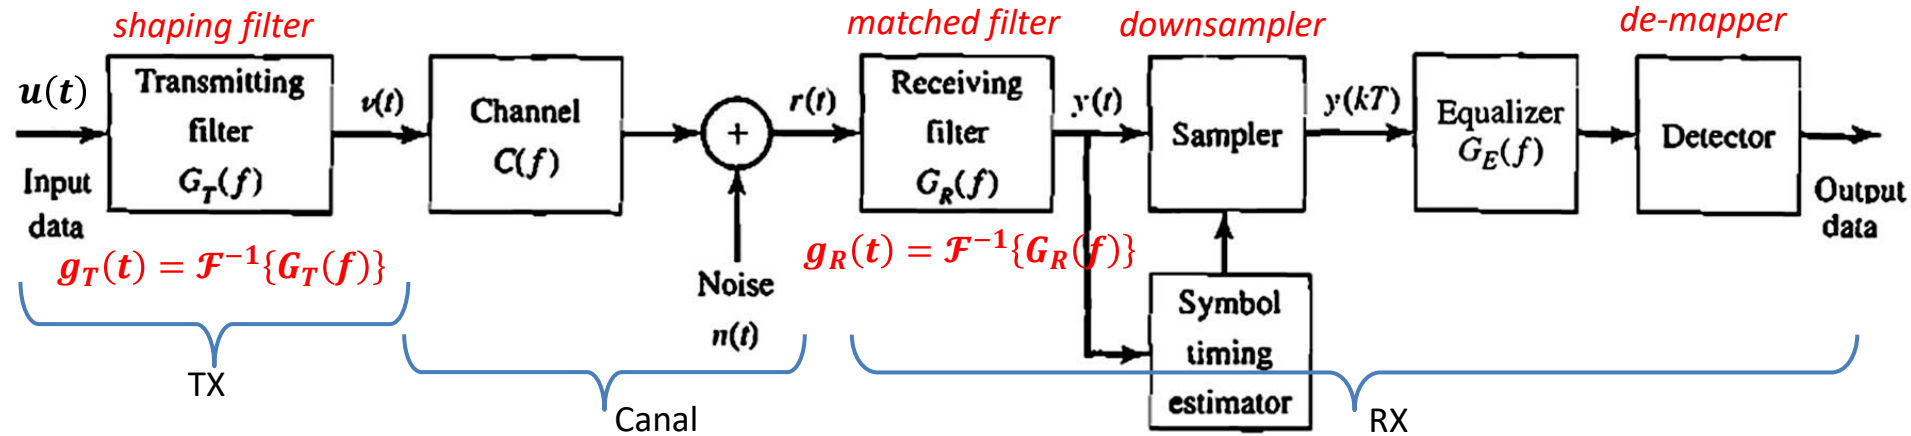 shaping filter
matched filter
downsampler
de-mapper
u(t)
Input
data
Transmitting
filter
G_T(f)
v(t)
Channel
C(f)
+
r(t)
Receiving
filter
G_R(f)
y(t)
Sampler
y(kT)
Equalizer
G_E(f)
Detector
Output
data
g_T(t) = ℱ⁻¹{G_T(f)}
Noise
n(t)
g_R(t) = ℱ⁻¹{G_R(f)}
Symbol
timing
estimator
TX
Canal
RX